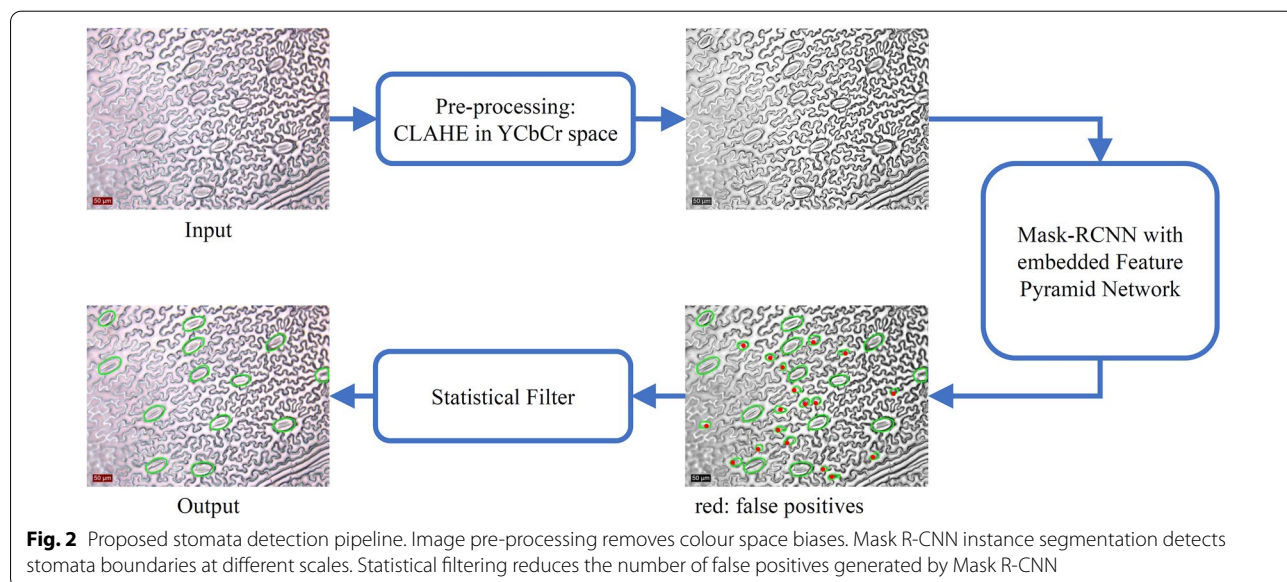 50 µm
Input
Pre-processing:
CLAHE in YCbCr space
50 µm
Mask-RCNN with
embedded Feature
Pyramid Network
50 µm
red: false positives
Statistical Filter
50 µm
Output
Fig. 2 Proposed stomata detection pipeline. Image pre-processing removes colour space biases. Mask R-CNN instance segmentation detects
stomata boundaries at different scales. Statistical filtering reduces the number of false positives generated by Mask R-CNN